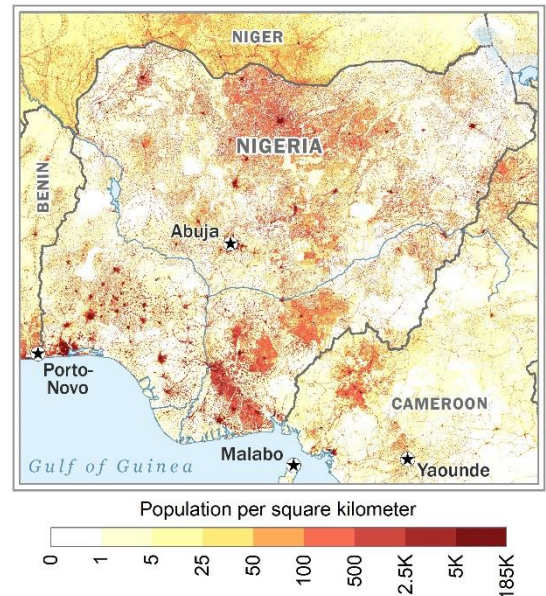 NIGER
NIGERIA
BENIN
Abuja
Porto-
Novo
CAMEROON
Malabo
Yaounde
Gulf of Guinea
Population per square kilometer
0
1
5
25
50
100
500
2.5K
5K
185K